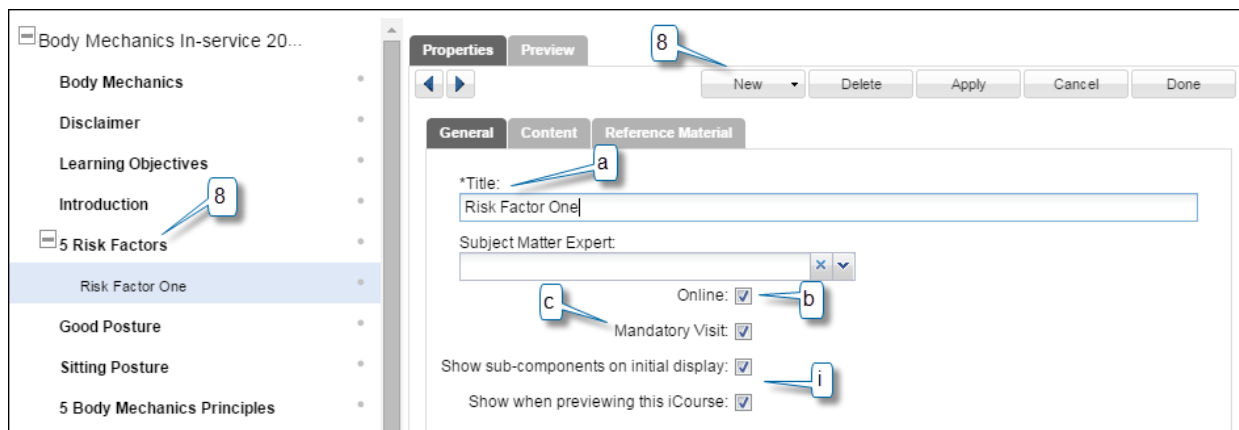 Body Mechanics In-service 20...
Body Mechanics
Disclaimer
Learning Objectives
Introduction
8
5 Risk Factors
Risk Factor One
Good Posture
Sitting Posture
5 Body Mechanics Principles
Properties Preview
8
New Delete Apply Cancel Done
General Content Reference Material
a
*Title:
Risk Factor One
Subject Matter Expert:
Online:
b
c
Mandatory Visit:
Show sub-components on initial display:
i
Show when previewing this iCourse: